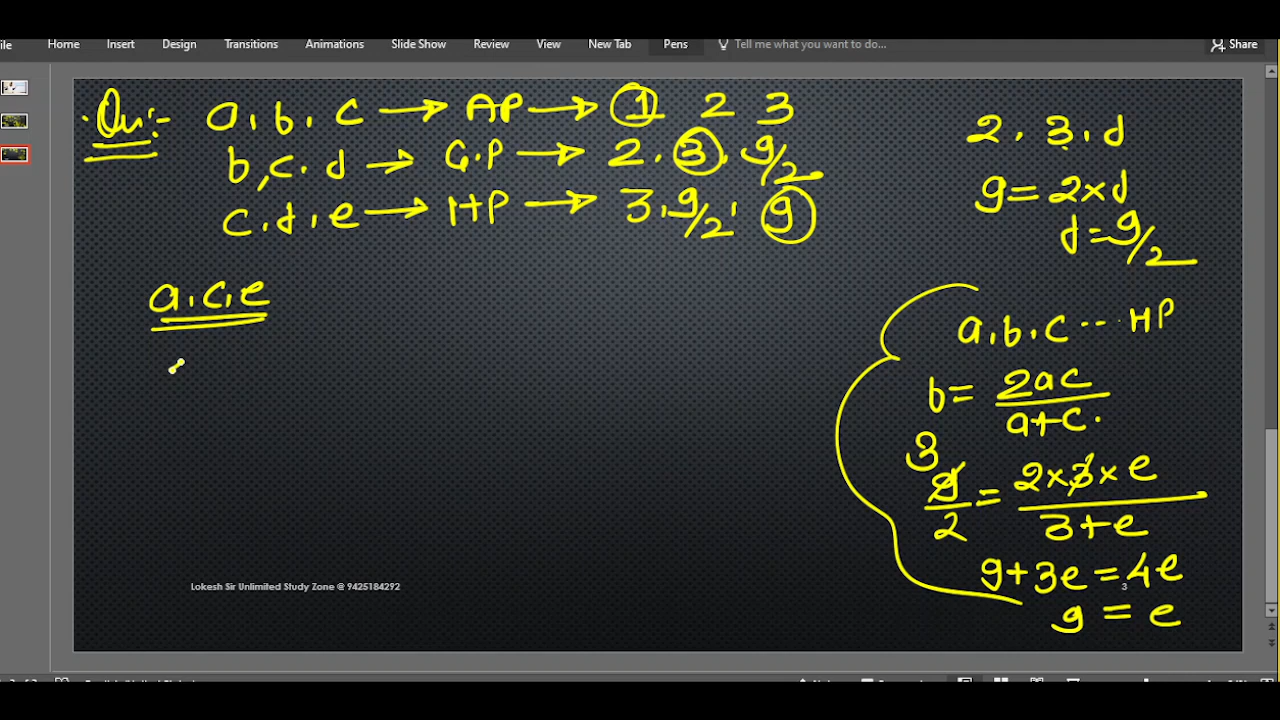 File Home Insert Design Transitions Animations Slide Show Review View New Tab Pens Tell me what you want to do... Share
Qu:- a, b, c → AP → 1 2 3
b, c, d → G.P → 2, 3, 9/2
c, d, e → HP → 3, 9/2, 9
a, c, e
2, 3, d
9 = 2×d
d = 9/2
a, b, c --- HP
b = 2ac / a+c
3
9/2 = 2×3×e / 3+e
9+3e = 4e
9 = e
Lokesh Sir Unlimited Study Zone @ 9425184292
3